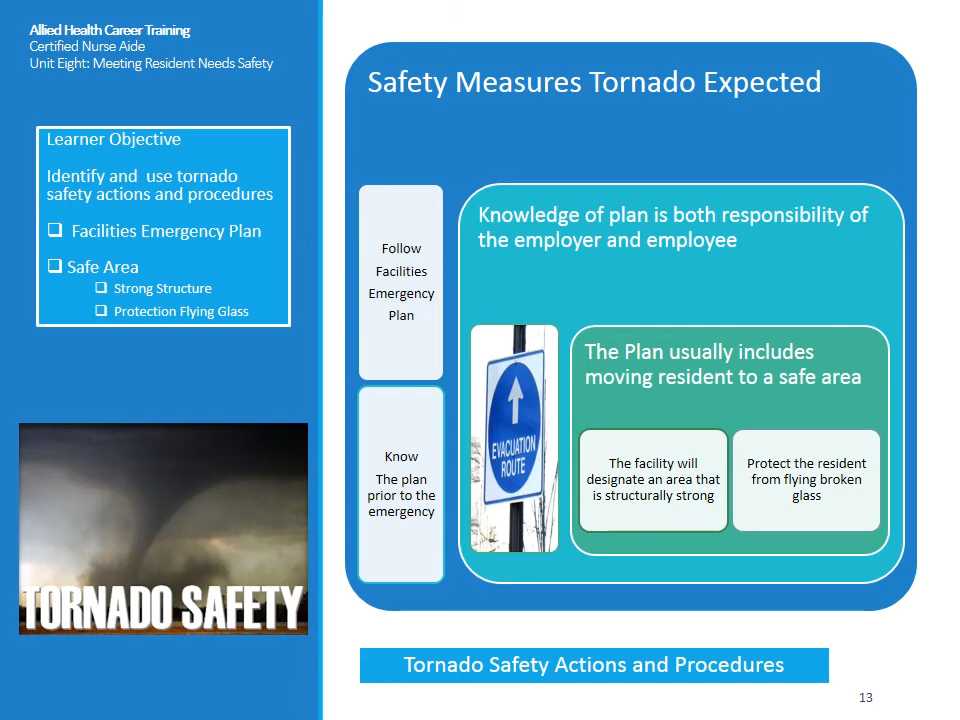 Allied Health Career Training
Certified Nurse Aide
Unit Eight: Meeting Resident Needs Safety
Learner Objective
Identify and use tornado
safety actions and procedures
Facilities Emergency Plan
Safe Area
Strong Structure
Protection Flying Glass
TORNADO SAFETY
Safety Measures Tornado Expected
Follow
Facilities
Emergency
Plan
Know
The plan
prior to the
emergency
Knowledge of plan is both responsibility of
the employer and employee
EVACUATION
ROUTE
The Plan usually includes
moving resident to a safe area
The facility will
designate an area that
is structurally strong
Protect the resident
from flying broken
glass
Tornado Safety Actions and Procedures
13